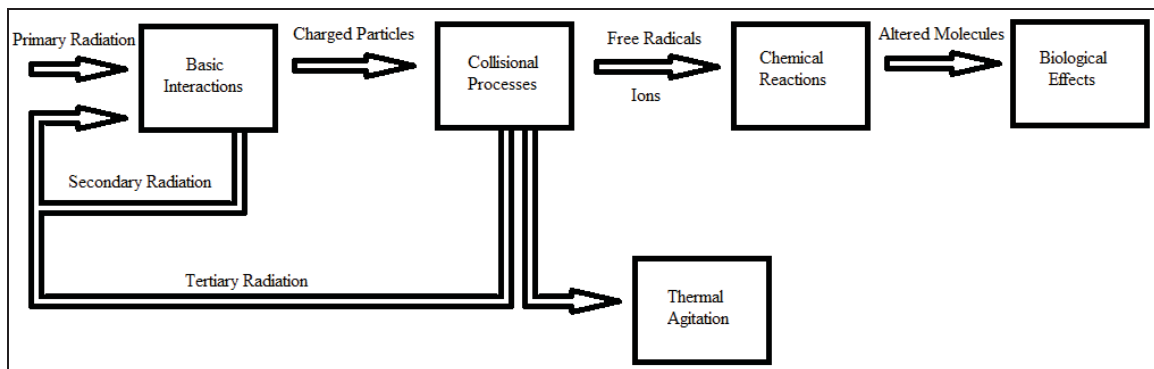 Primary Radiation
Basic
Interactions
Charged Particles
Collisional
Processes
Free Radicals
Ions
Chemical
Reactions
Altered Molecules
Biological
Effects
Secondary Radiation
Tertiary Radiation
Thermal
Agitation